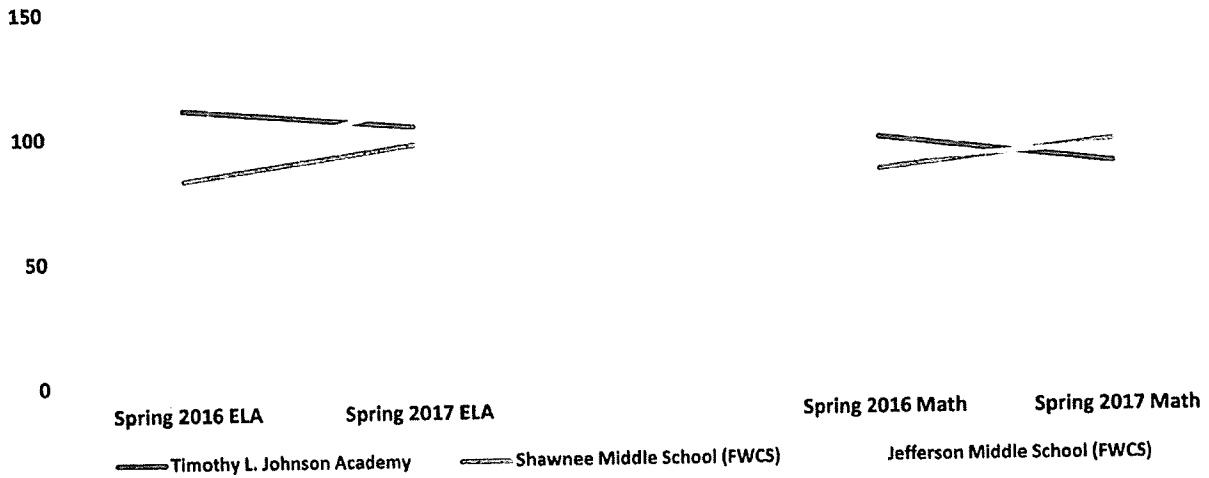 150
100
50
0
Spring 2016 ELA Spring 2017 ELA Spring 2016 Math Spring 2017 Math
Timothy L. Johnson Academy Shawnee Middle School (FWCS) Jefferson Middle School (FWCS)